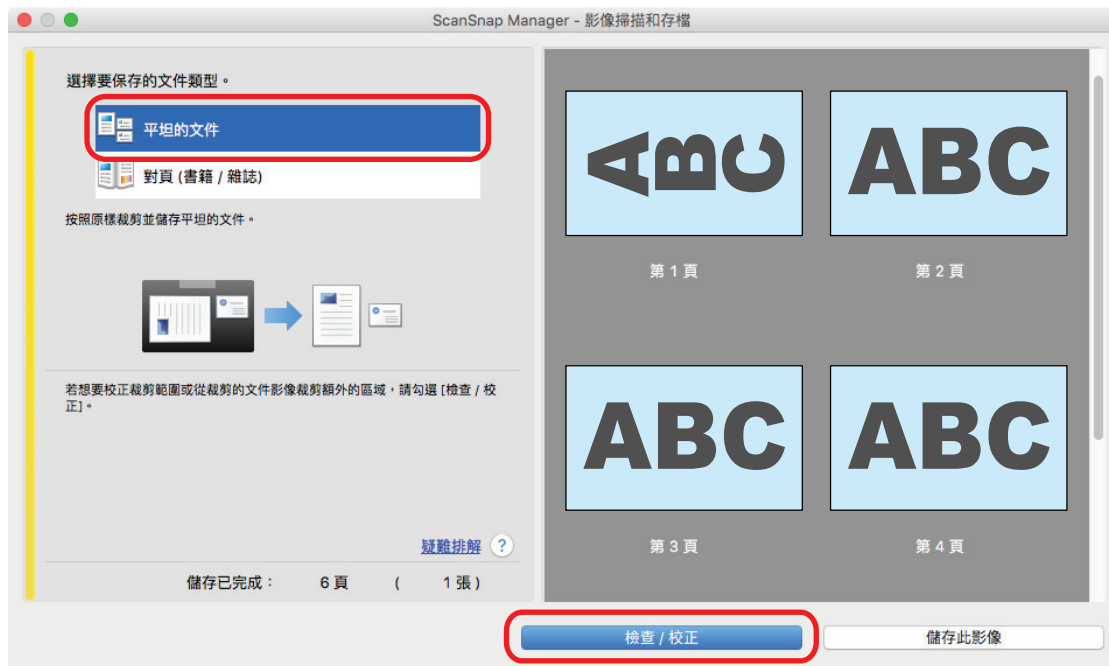 ScanSnap Manager - 影像掃描和存檔
選擇要保存的文件類型。
平坦的文件
對頁 (書籍 / 雜誌)
按照原樣裁剪並儲存平坦的文件。
若想要校正裁剪範圍或從裁剪的文件影像裁剪額外的區域，請勾選 [檢查 / 校
正]。
疑難排解 ?
儲存已完成： 6 頁 ( 1 張 )
ABC
ABC
第 1 頁
第 2 頁
ABC
ABC
第 3 頁
第 4 頁
檢查 / 校正
儲存此影像